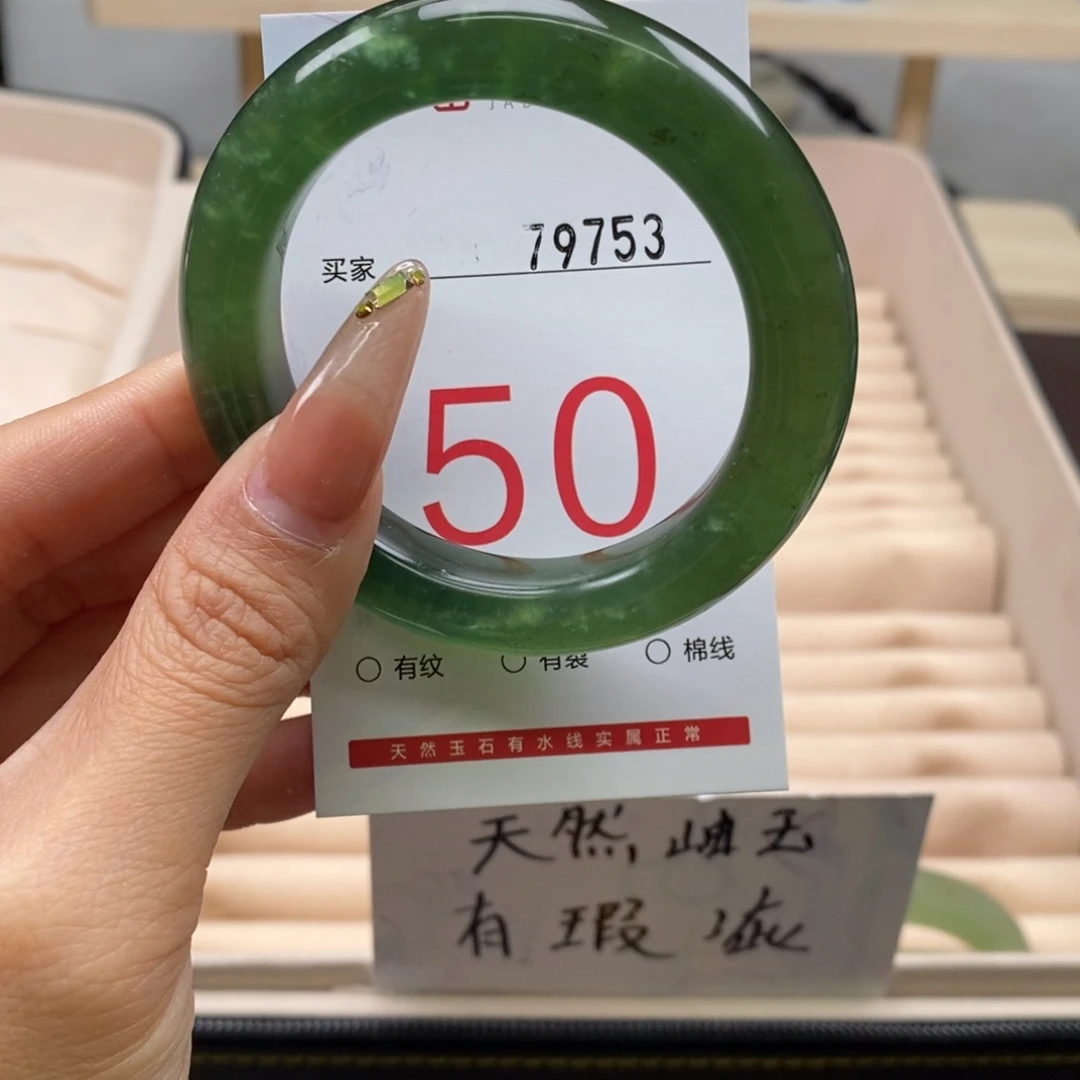 买家 79753
50
○ 有纹 ○ 有裂 ○ 棉线
天然玉石有水线实属正常
天然,岫玉
有瑕疵